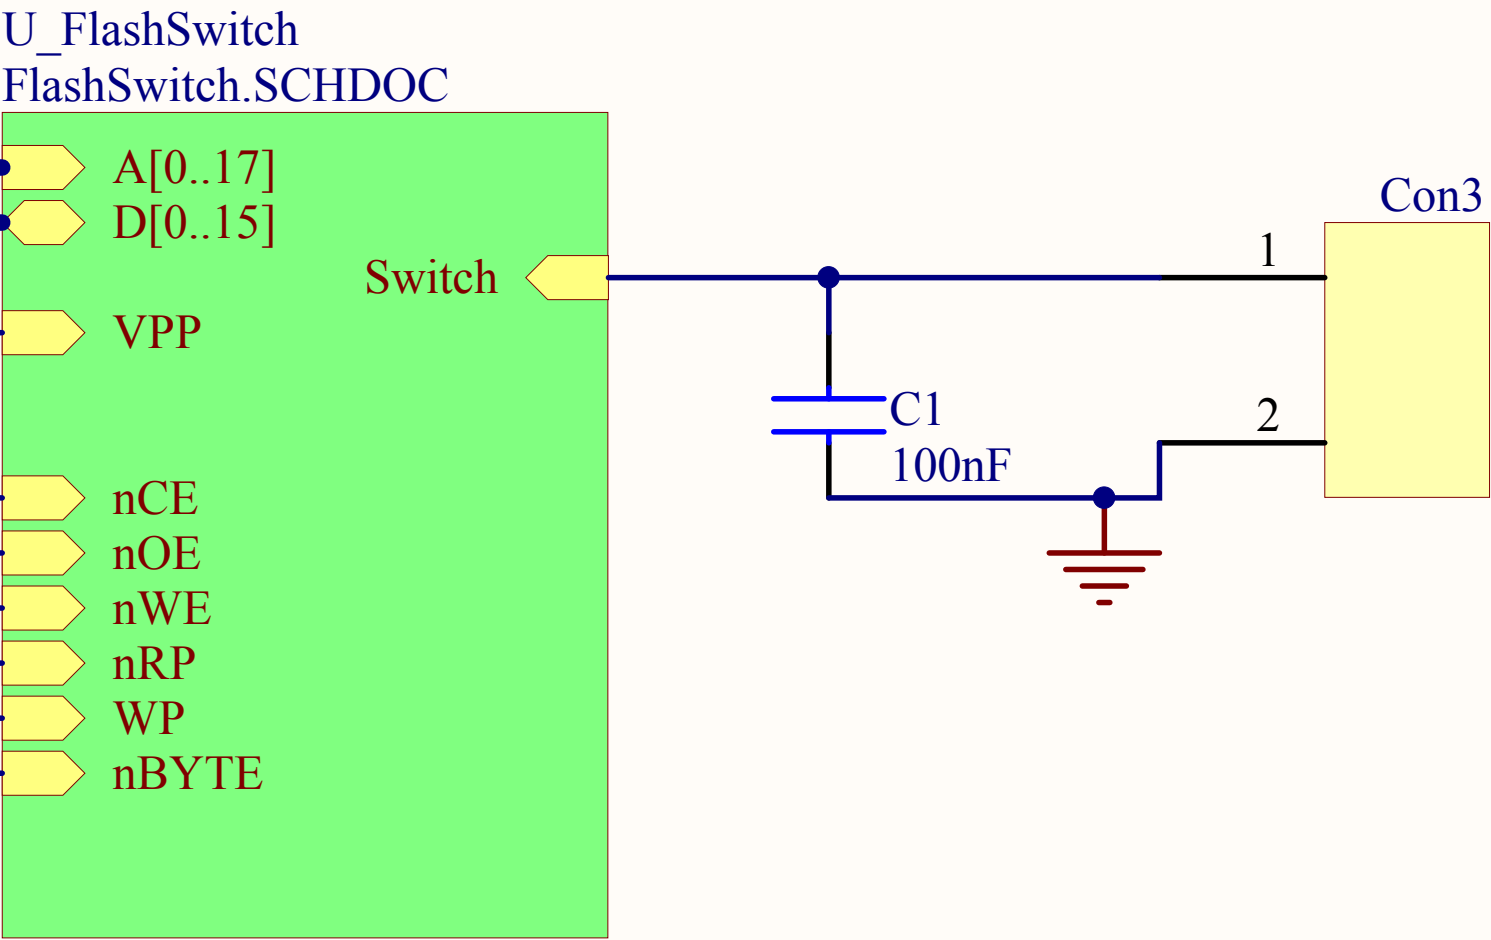 U_FlashSwitch
FlashSwitch.SCHDOC
A[0..17]
D[0..15]
Switch
VPP
nCE
nOE
nWE
nRP
WP
nBYTE
C1
100nF
Con3
1
2